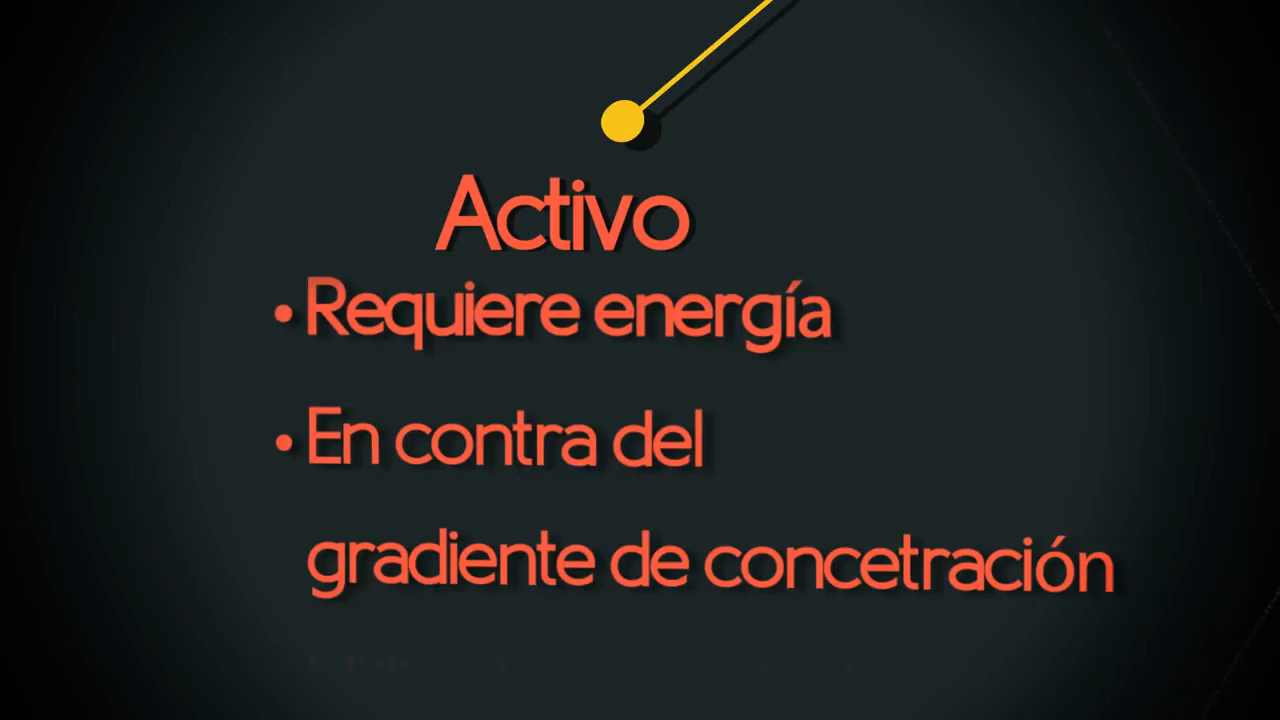 Activo
• Requiere energía
• En contra del
gradiente de concetración